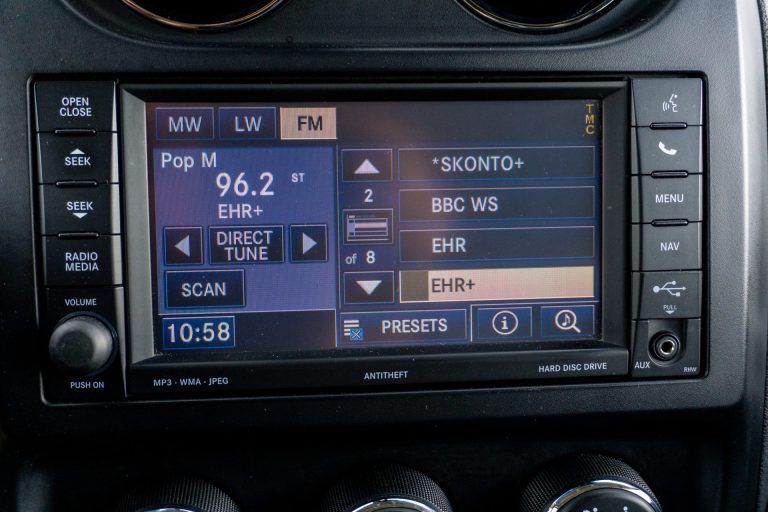 OPEN
CLOSE
SEEK
SEEK
RADIO
MEDIA
VOLUME
PUSH ON
MW LW FM
TMC
Pop M
96.2 ST
EHR+
DIRECT
TUNE
SCAN
10:58
2
of 8
*SKONTO+
BBC WS
EHR
EHR+
PRESETS
i
MENU
NAV
PULL
AUX
RHW
MP3 · WMA · JPEG
ANTITHEFT
HARD DISC DRIVE